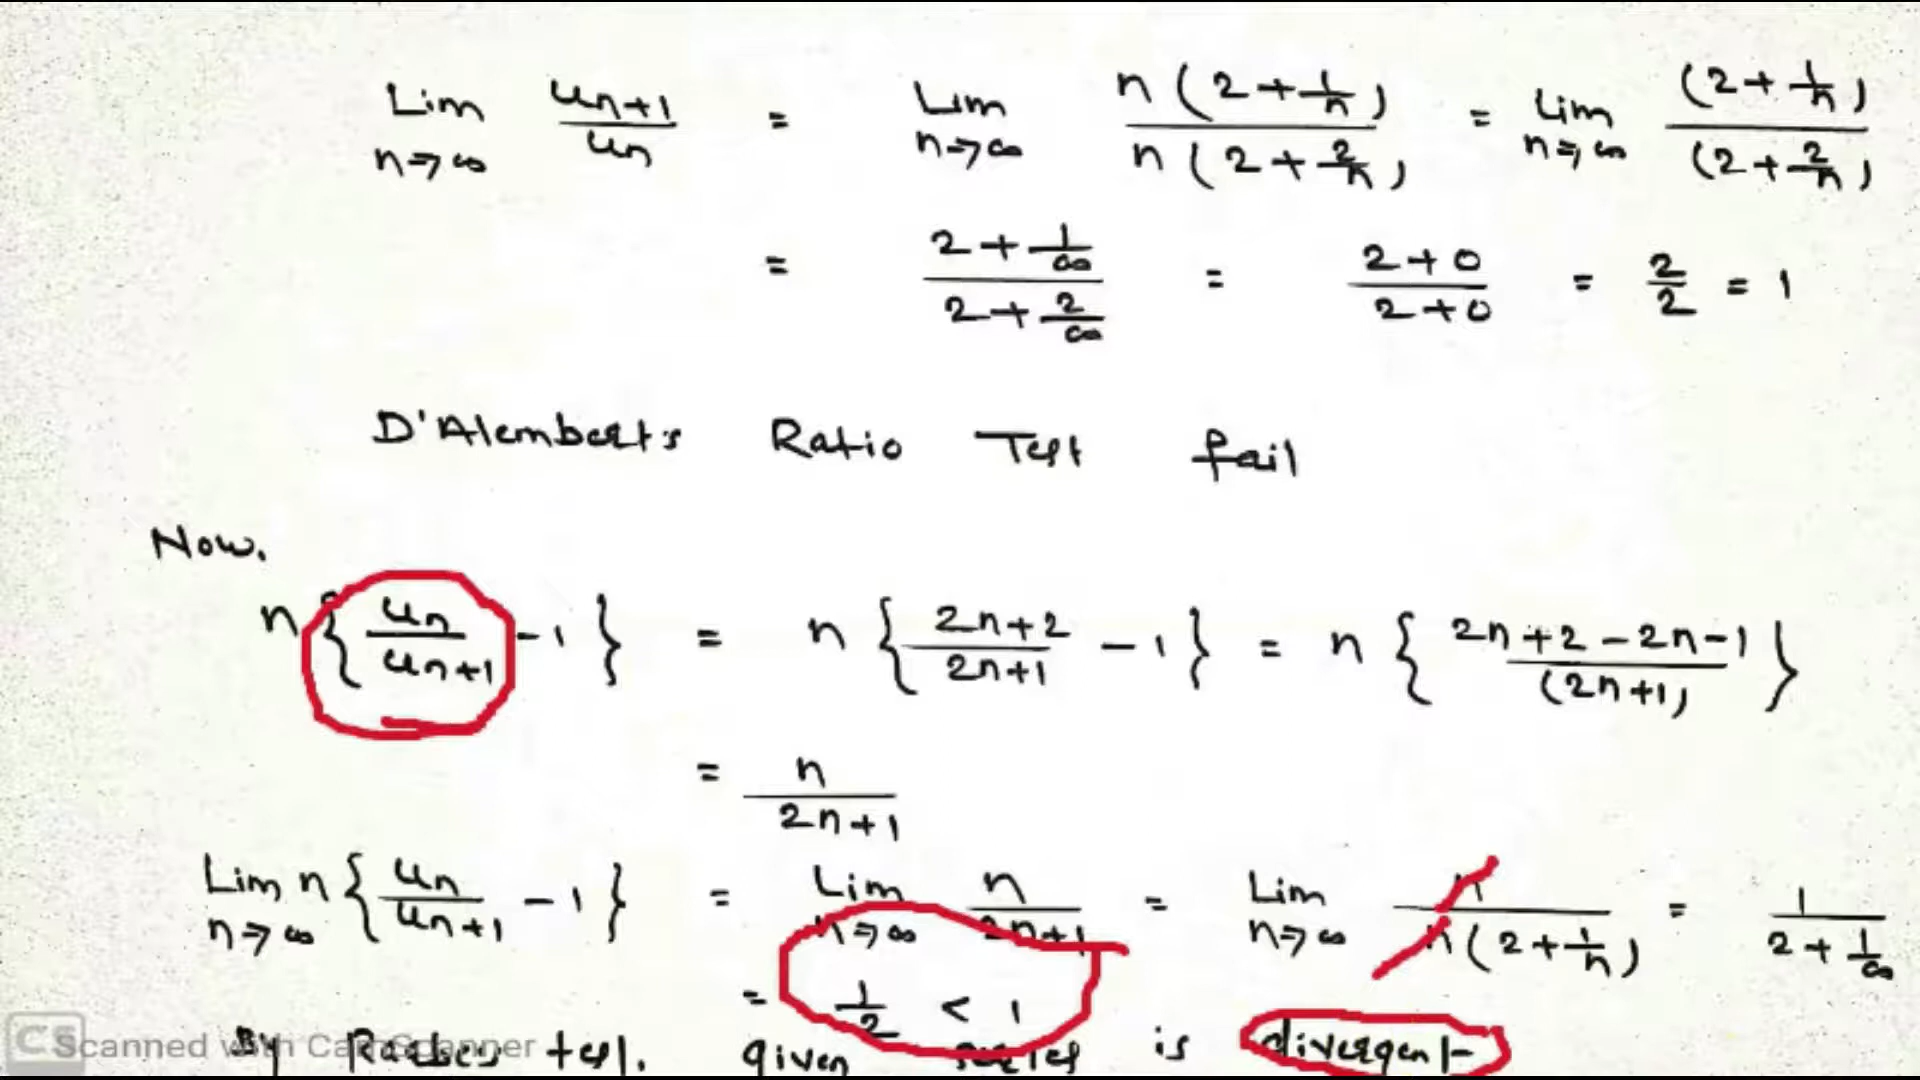 Lim n→∞ un+1/un = Lim n→∞ n(2+1/n)/n(2+2/n) = Lim n→∞ (2+1/n)/(2+2/n)
= 2+1/∞ / 2+2/∞ = 2+0/2+0 = 2/2 = 1
D'Alembert's Ratio Test fail
Now,
n{un/un+1 -1} = n{2n+2/2n+1 -1} = n{2n+2-2n-1/(2n+1)}
= n/2n+1
Lim n→∞ n{un/un+1 -1} = Lim n→∞ n/2n+1 = Lim n→∞ n/n(2+1/n) = 1/2+1/∞
= 1/2 < 1
By Raabes test, given series is divergent
CS Scanned with CamScanner